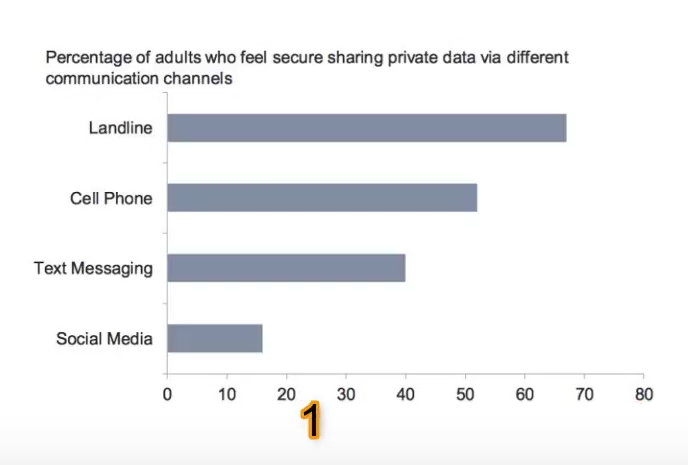 Percentage of adults who feel secure sharing private data via different
communication channels
Landline
Cell Phone
Text Messaging
Social Media
0 10 20 30 40 50 60 70 80
1